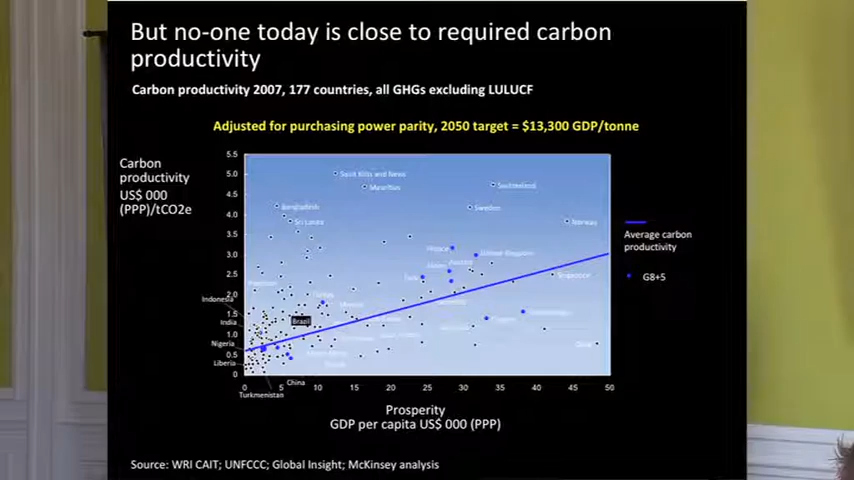 But no-one today is close to required carbon
productivity
Carbon productivity 2007, 177 countries, all GHGs excluding LULUCF
Adjusted for purchasing power parity, 2050 target = $13,300 GDP/tonne
Carbon
productivity
US$ 000
(PPP)/tCO2e
5.5
5.0
4.5
4.0
3.5
3.0
2.5
2.0
1.5
1.0
0.5
0
Saint Kitts and Nevis
Mauritius
Switzerland
Bangladesh
Sweden
Sri Lanka
Norway
France
United Kingdom
Singapore
Indonesia
Brazil
India
Nigeria
Liberia
China
Turkmenistan
0 5 10 15 20 25 30 35 40 45 50
Average carbon
productivity
G8+5
Prosperity
GDP per capita US$ 000 (PPP)
Source: WRI CAIT; UNFCCC; Global Insight; McKinsey analysis